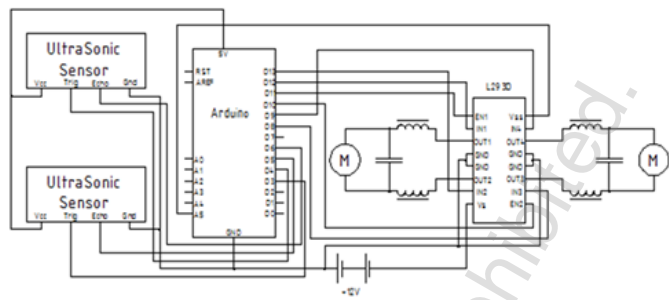 UltraSonic
Sensor
Vcc Trig Echo Gnd
UltraSonic
Sensor
Vcc Trig Echo Gnd
5V
RST
AREF
Arduino
A0
A1
A2
A3
A4
A5
D13
D12
D11
D10
D9
D8
D7
D6
D5
D4
D3
D2
D1
D0
GND
+12V
M
L293D
EN1
IN1
OUT1
GND
GND
OUT2
IN2
Vs
Vss
IN4
OUT4
GND
GND
OUT3
IN3
EN2
M
hibited.